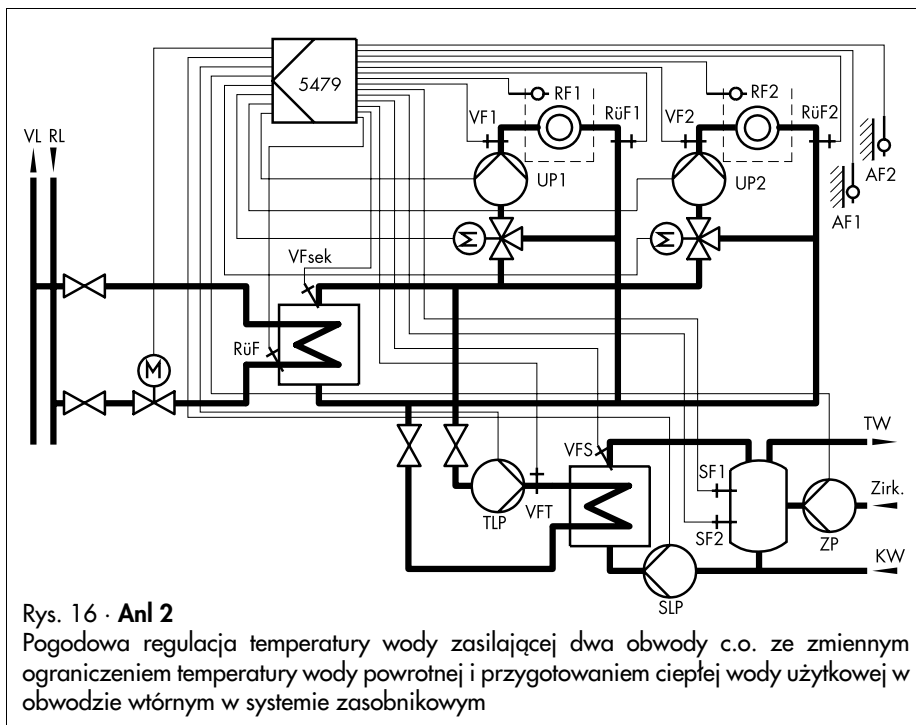 5479
RF1
RF2
VF1
RüF1
VF2
RüF2
VL RL
UP1
UP2
AF2
AF1
M
M
VFsek
RüF
M
TW
VFS
SF1
Zirk.
TLP
VFT
SF2
ZP
KW
SLP
Rys. 16 · Anl 2
Pogodowa regulacja temperatury wody zasilającej dwa obwody c.o. ze zmiennym
ograniczeniem temperatury wody powrotnej i przygotowaniem ciepłej wody użytkowej w
obwodzie wtórnym w systemie zasobnikowym